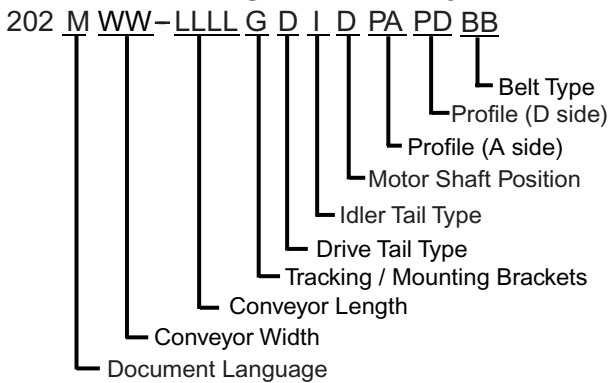 202 M WW-LLLL G D I D PA PD BB
Belt Type
Profile (D side)
Profile (A side)
Motor Shaft Position
Idler Tail Type
Drive Tail Type
Tracking / Mounting Brackets
Conveyor Length
Conveyor Width
Document Language